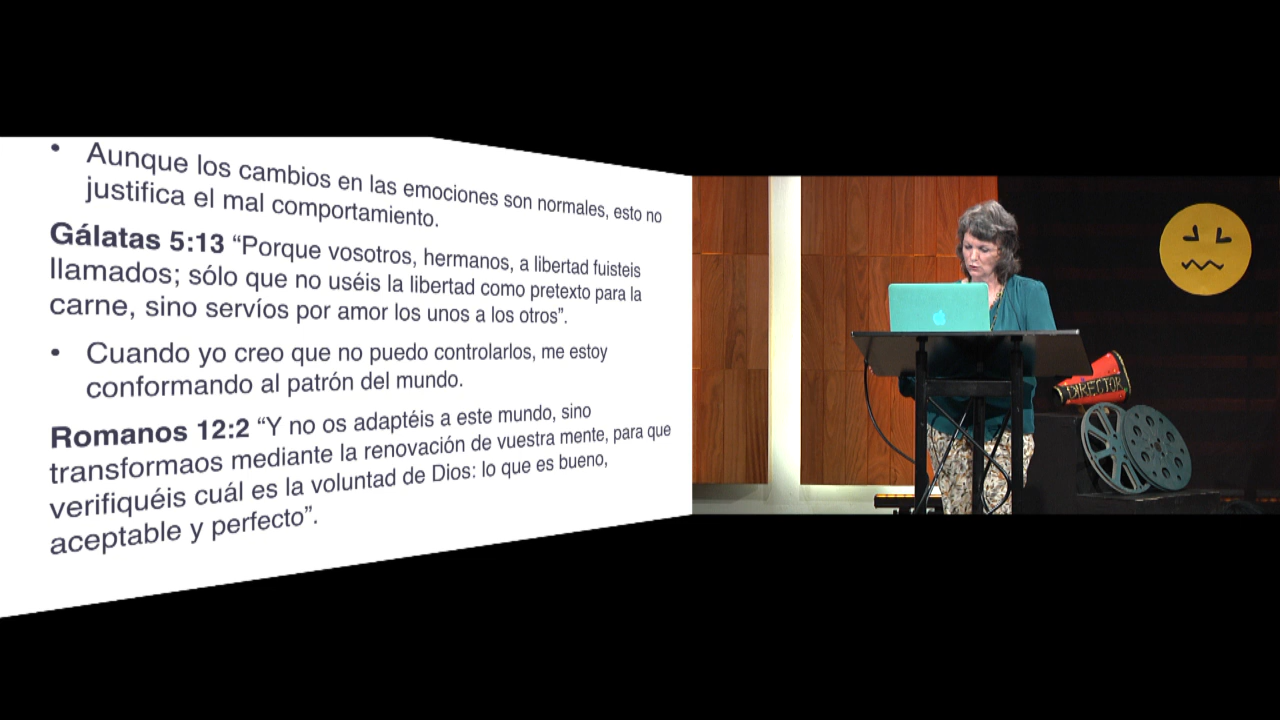 • Aunque los cambios en las emociones son normales, esto no
justifica el mal comportamiento.
Gálatas 5:13 “Porque vosotros, hermanos, a libertad fuisteis
llamados; sólo que no uséis la libertad como pretexto para la
carne, sino servíos por amor los unos a los otros”.
• Cuando yo creo que no puedo controlarlos, me estoy
conformando al patrón del mundo.
Romanos 12:2 “Y no os adaptéis a este mundo, sino
transformaos mediante la renovación de vuestra mente, para que
verifiquéis cuál es la voluntad de Dios: lo que es bueno,
aceptable y perfecto”.
DIRECTOR